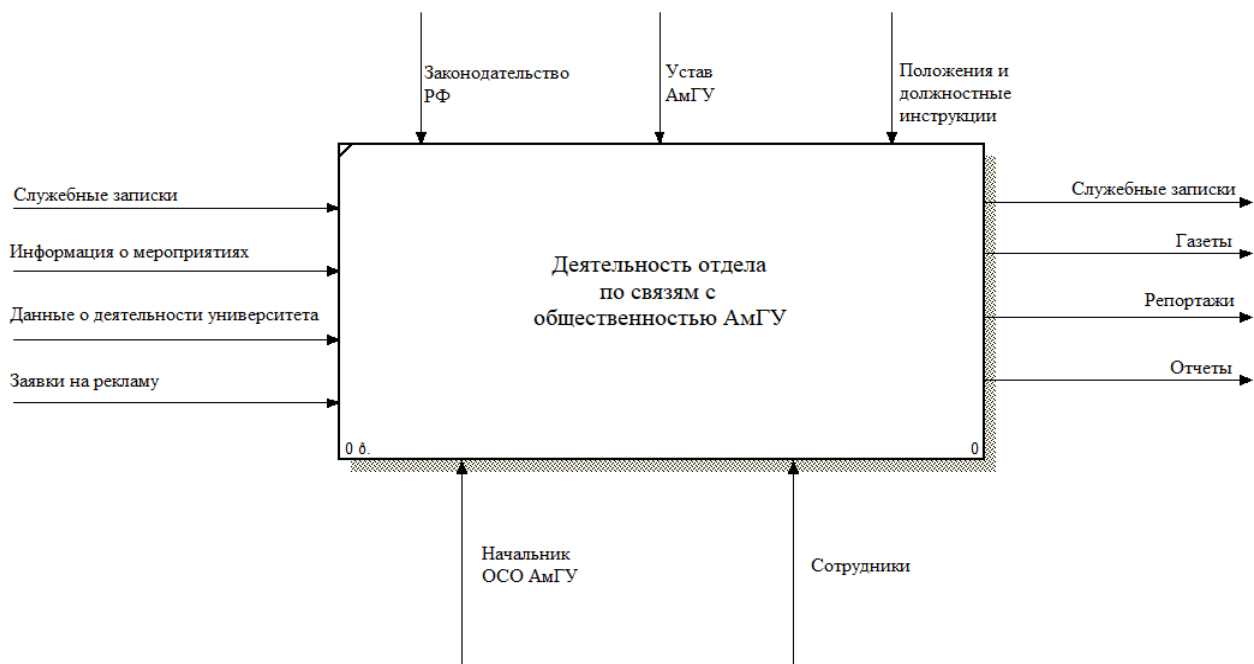 Законодательство
РФ
Устав
АмГУ
Положения и
должностные
инструкции
Служебные записки
Информация о мероприятиях
Данные о деятельности университета
Заявки на рекламу
Деятельность отдела
по связям с
общественностью АмГУ
0 ð.
0
Служебные записки
Газеты
Репортажи
Отчеты
Начальник
ОСО АмГУ
Сотрудники